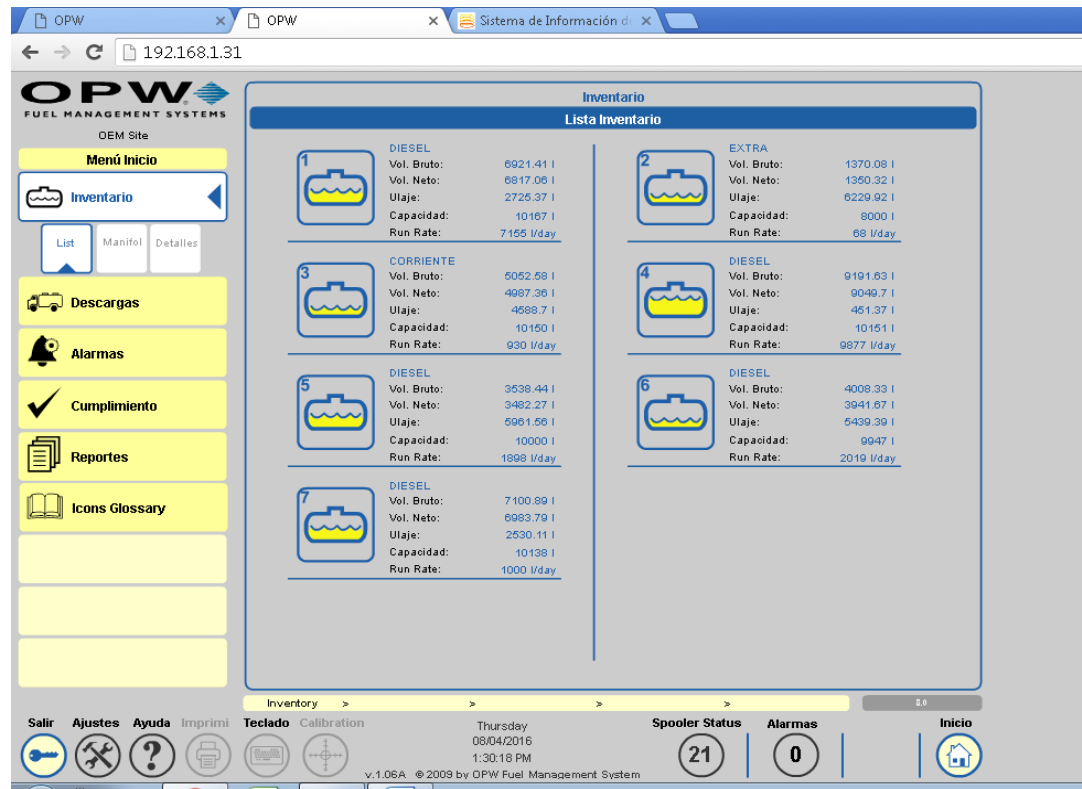 OPW
OPW
Sistema de Información d
192.168.1.31
OPW
FUEL MANAGEMENT SYSTEMS
OEM Site
Menú Inicio
Inventario
List
Manifol
Detalles
Descargas
Alarmas
Cumplimiento
Reportes
Icons Glossary
Inventario
Lista Inventario
1
DIESEL
Vol. Bruto: 6921.41 l
Vol. Neto: 6817.06 l
Ulaje: 2725.37 l
Capacidad: 10167 l
Run Rate: 7155 l/day
2
EXTRA
Vol. Bruto: 1370.08 l
Vol. Neto: 1350.32 l
Ulaje: 6229.92 l
Capacidad: 8000 l
Run Rate: 68 l/day
3
CORRIENTE
Vol. Bruto: 5052.58 l
Vol. Neto: 4987.36 l
Ulaje: 4588.7 l
Capacidad: 10150 l
Run Rate: 930 l/day
4
DIESEL
Vol. Bruto: 9191.63 l
Vol. Neto: 9049.7 l
Ulaje: 451.37 l
Capacidad: 10151 l
Run Rate: 9877 l/day
5
DIESEL
Vol. Bruto: 3538.44 l
Vol. Neto: 3482.27 l
Ulaje: 5961.56 l
Capacidad: 10000 l
Run Rate: 1898 l/day
6
DIESEL
Vol. Bruto: 4008.33 l
Vol. Neto: 3941.67 l
Ulaje: 5439.39 l
Capacidad: 9947 l
Run Rate: 2019 l/day
7
DIESEL
Vol. Bruto: 7100.89 l
Vol. Neto: 6983.79 l
Ulaje: 2530.11 l
Capacidad: 10138 l
Run Rate: 1000 l/day
Inventory > > > >
Salir
Ajustes
Ayuda
Imprimi
Teclado
Calibration
Thursday
08/04/2016
1:30:18 PM
v.1.06A © 2009 by OPW Fuel Management System
Spooler Status
21
Alarmas
0
Inicio